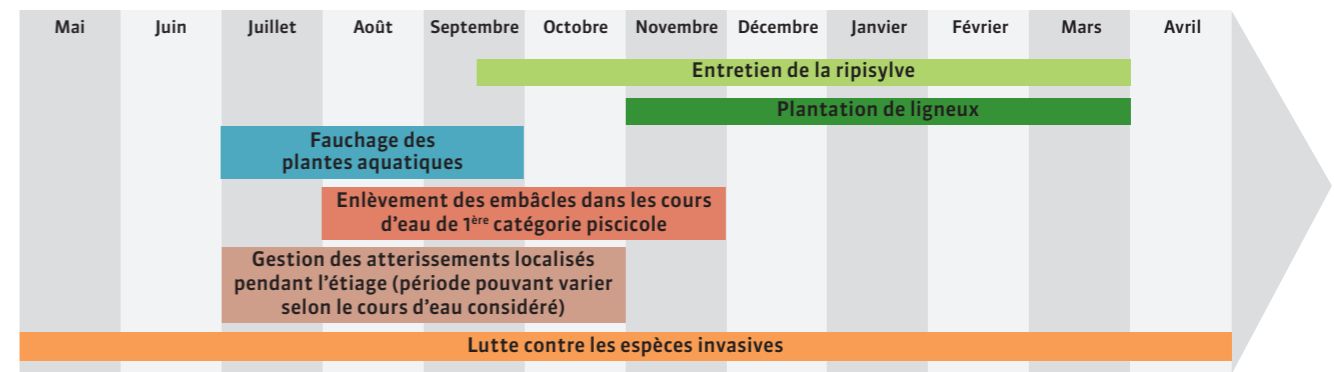 Mai Juin Juillet Août Septembre Octobre Novembre Décembre Janvier Février Mars Avril
Entretien de la ripisylve
Plantation de ligneux
Fauchage des
plantes aquatiques
Enlèvement des embâcles dans les cours
d'eau de 1ère catégorie piscicole
Gestion des atterissements localisés
pendant l'étiage (période pouvant varier
selon le cours d'eau considéré)
Lutte contre les espèces invasives